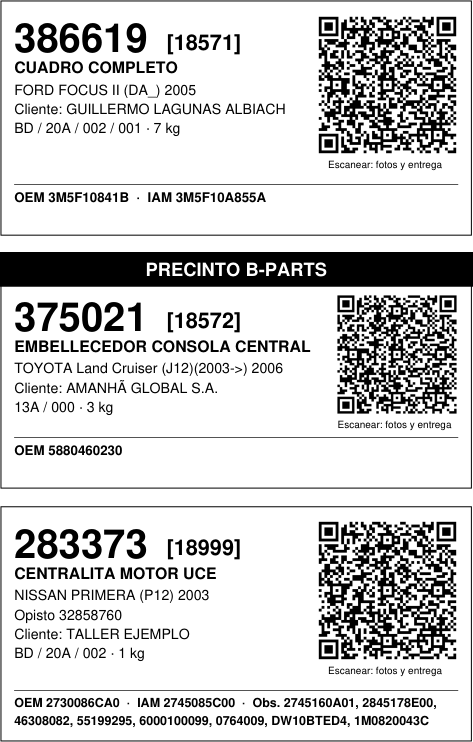 386619 [18571]
CUADRO COMPLETO
FORD FOCUS II (DA_) 2005
Cliente: GUILLERMO LAGUNAS ALBIACH
BD / 20A / 002 / 001 · 7 kg
Escanear: fotos y entrega
OEM 3M5F10841B · IAM 3M5F10A855A
PRECINTO B-PARTS
375021 [18572]
EMBELLECEDOR CONSOLA CENTRAL
TOYOTA Land Cruiser (J12)(2003->) 2006
Cliente: AMANHÃ GLOBAL S.A.
13A / 000 · 3 kg
Escanear: fotos y entrega
OEM 5880460230
283373 [18999]
CENTRALITA MOTOR UCE
NISSAN PRIMERA (P12) 2003
Opisto 32858760
Cliente: TALLER EJEMPLO
BD / 20A / 002 · 1 kg
Escanear: fotos y entrega
OEM 2730086CA0 · IAM 2745085C00 · Obs. 2745160A01, 2845178E00,
46308082, 55199295, 6000100099, 0764009, DW10BTED4, 1M0820043C